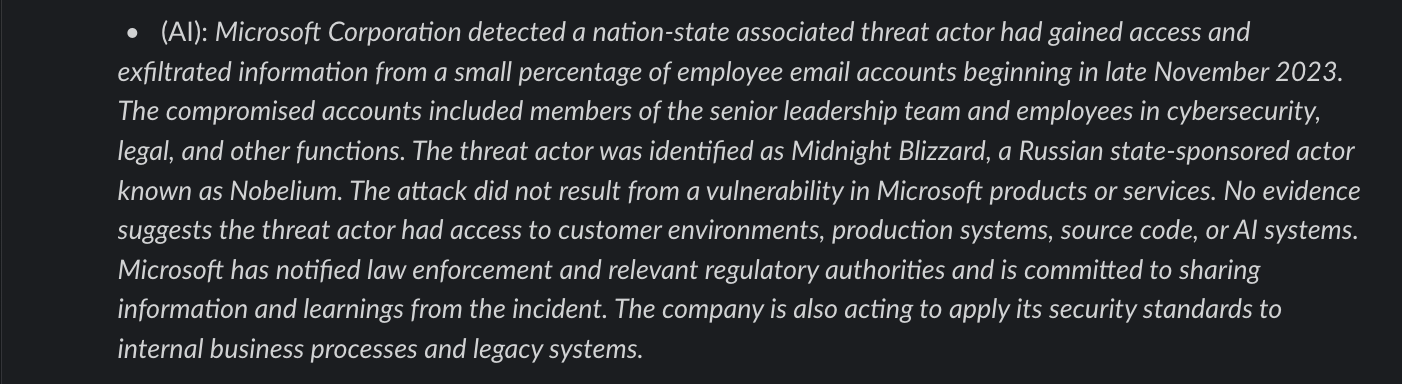 • (AI): Microsoft Corporation detected a nation-state associated threat actor had gained access and
exfiltrated information from a small percentage of employee email accounts beginning in late November 2023.
The compromised accounts included members of the senior leadership team and employees in cybersecurity,
legal, and other functions. The threat actor was identified as Midnight Blizzard, a Russian state-sponsored actor
known as Nobelium. The attack did not result from a vulnerability in Microsoft products or services. No evidence
suggests the threat actor had access to customer environments, production systems, source code, or AI systems.
Microsoft has notified law enforcement and relevant regulatory authorities and is committed to sharing
information and learnings from the incident. The company is also acting to apply its security standards to
internal business processes and legacy systems.